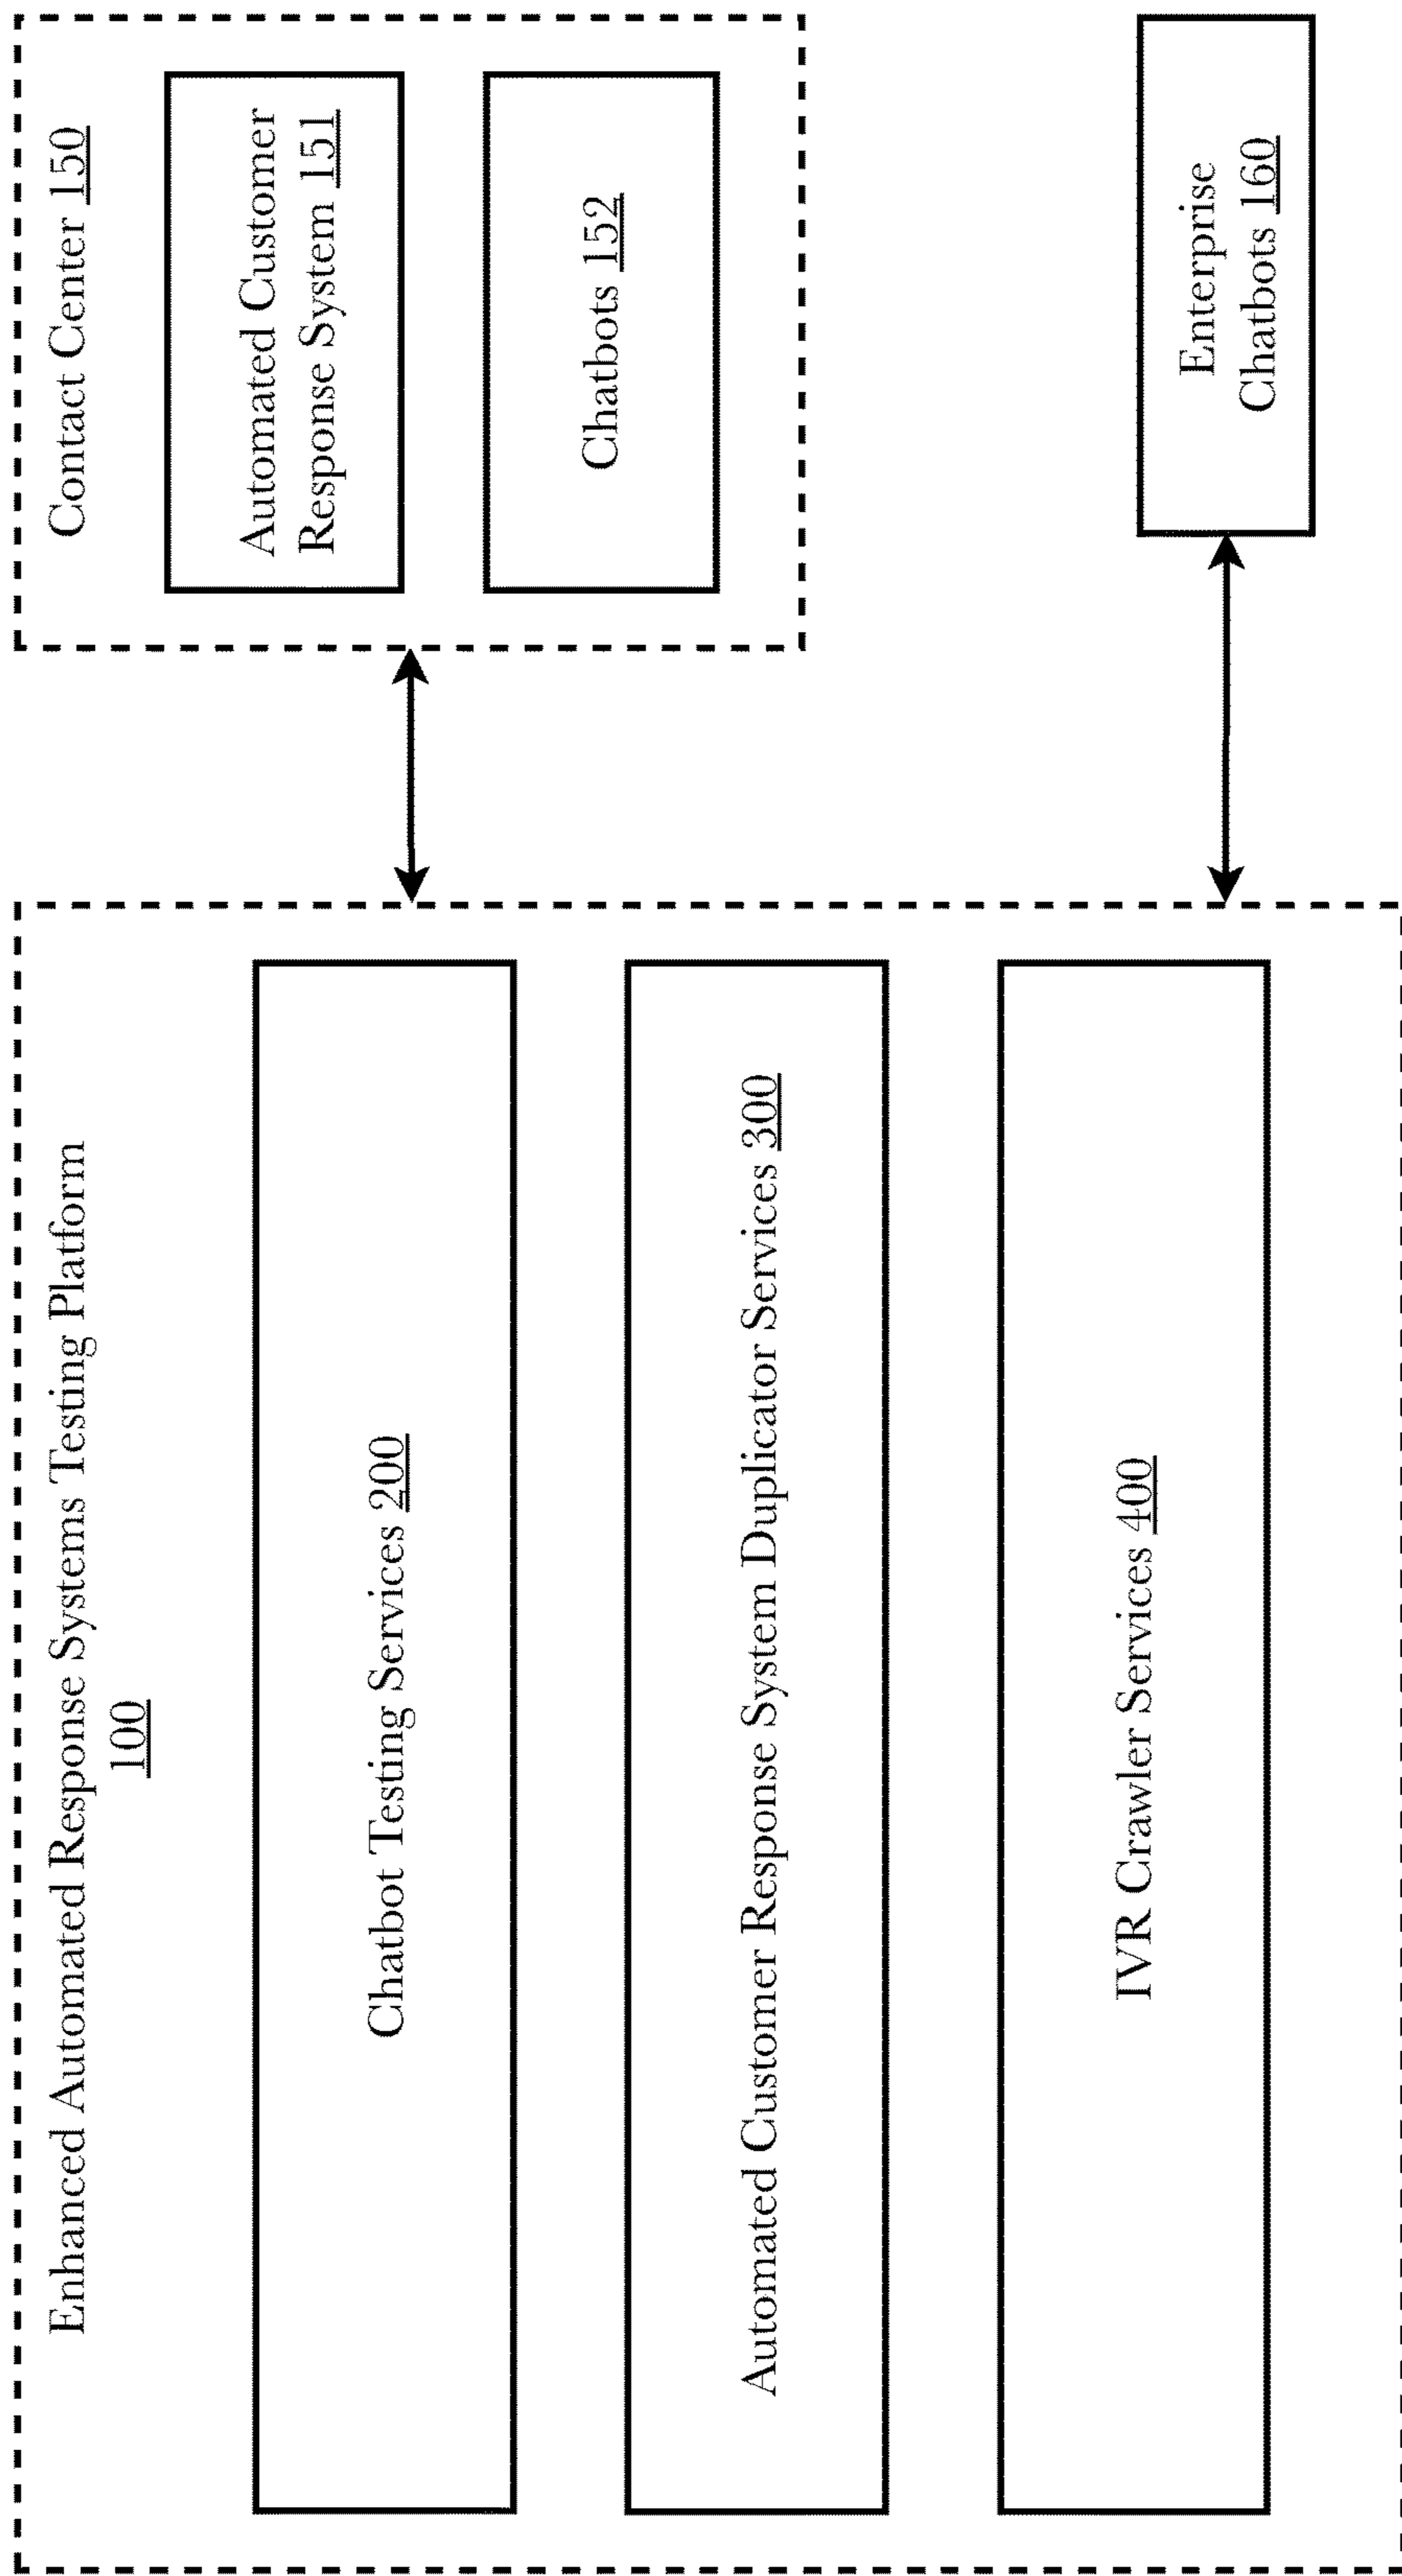 Enhanced Automated Response Systems Testing Platform
100
Chatbot Testing Services 200
Automated Customer Response System Duplicator Services 300
IVR Crawler Services 400
Contact Center 150
Automated Customer
Response System 151
Chatbots 152
Enterprise
Chatbots 160